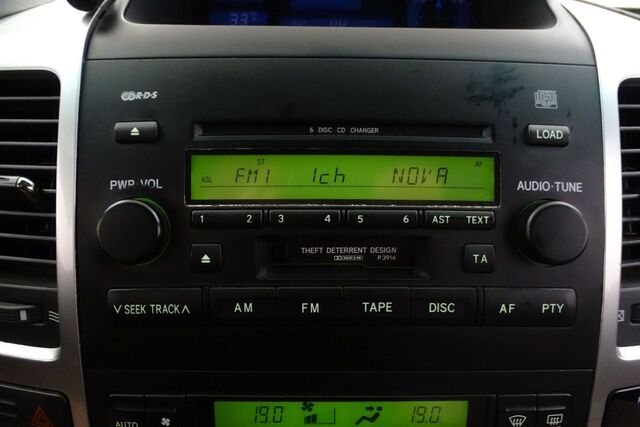 33°C
R·D·S
6 DISC CD CHANGER
LOAD
ST
AF
ASL
FM1 1ch NOVA
PWR·VOL
AUDIO·TUNE
1 2 3 4 5 6 AST TEXT
THEFT DETERRENT DESIGN
P3914
TA
∨ SEEK TRACK ∧ AM FM TAPE DISC AF PTY
19.0 19.0
AUTO